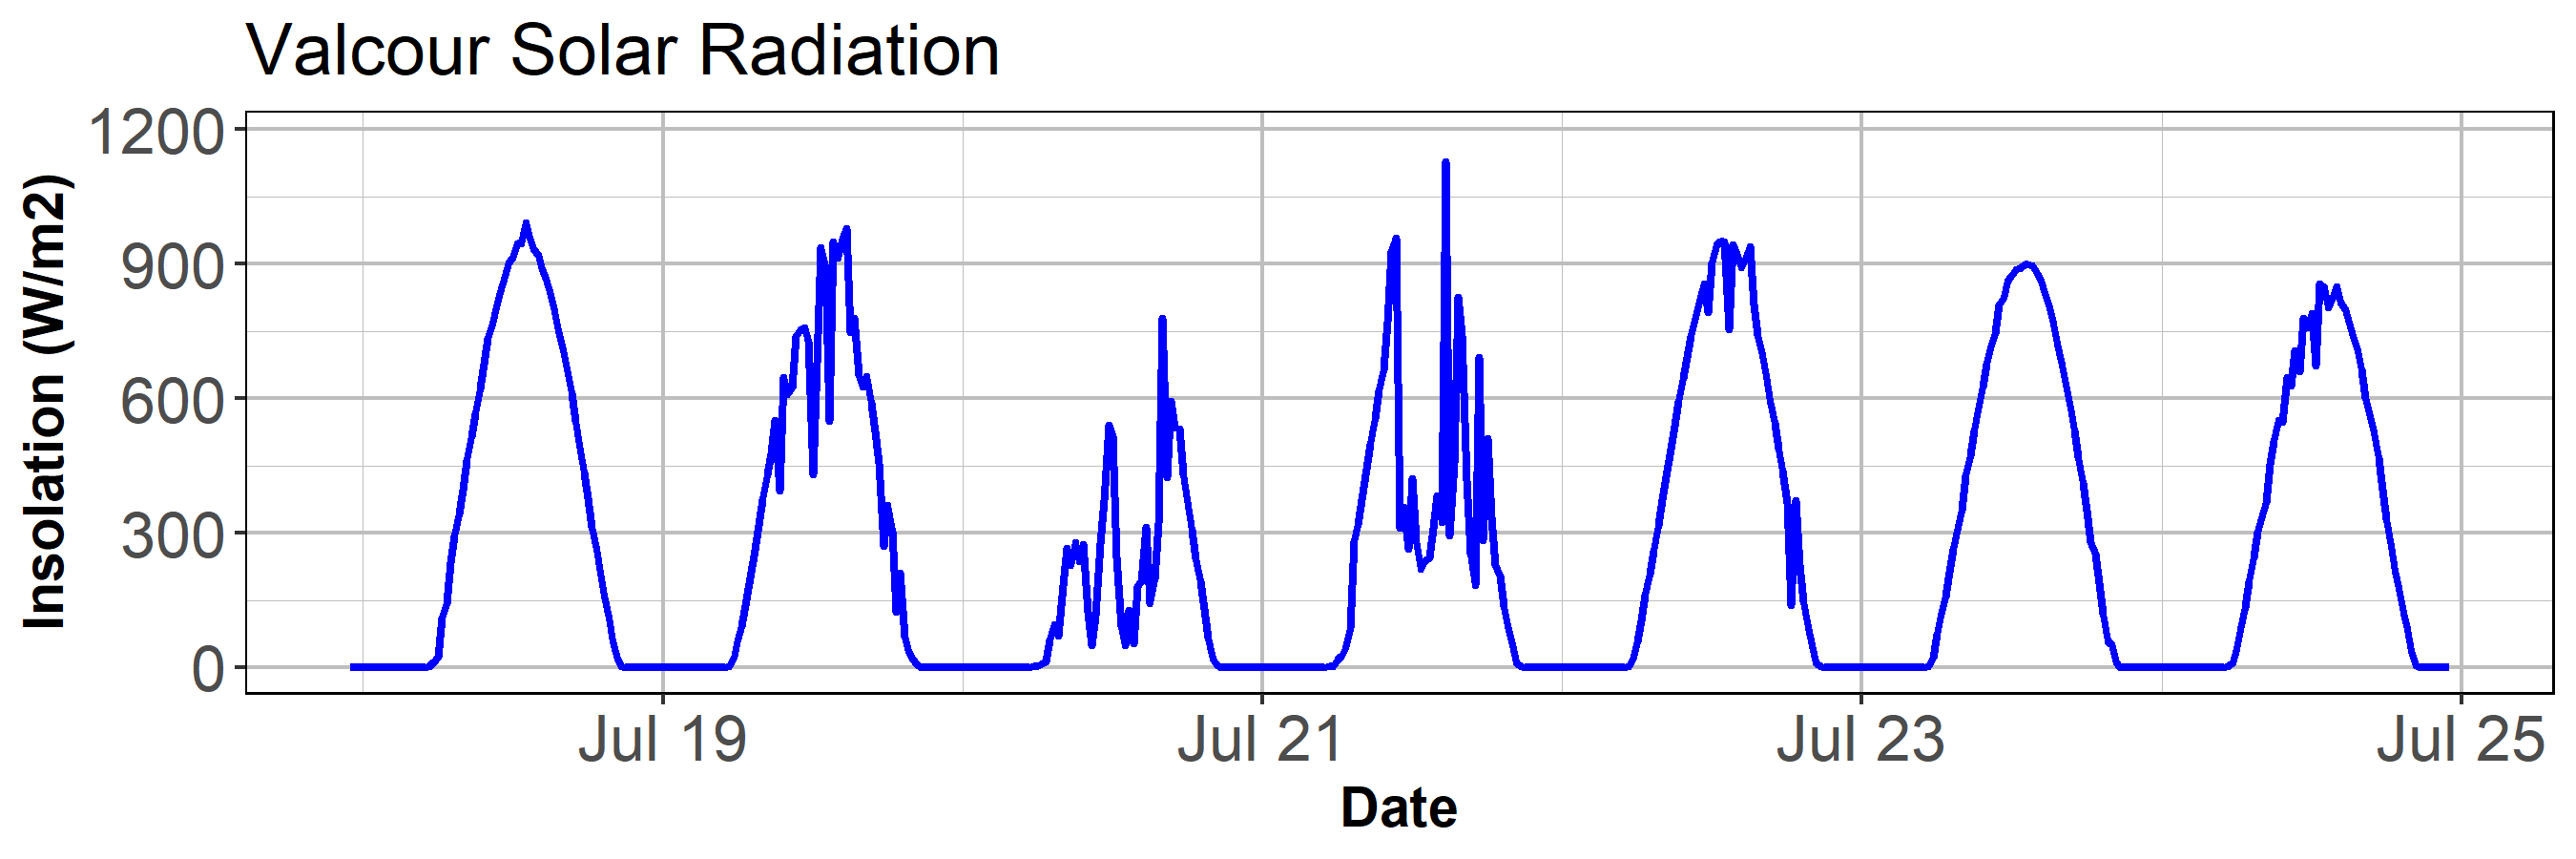 Valcour Solar Radiation
1200
900
600
300
0
Insolation (W/m2)
Jul 19 Jul 21 Jul 23 Jul 25
Date